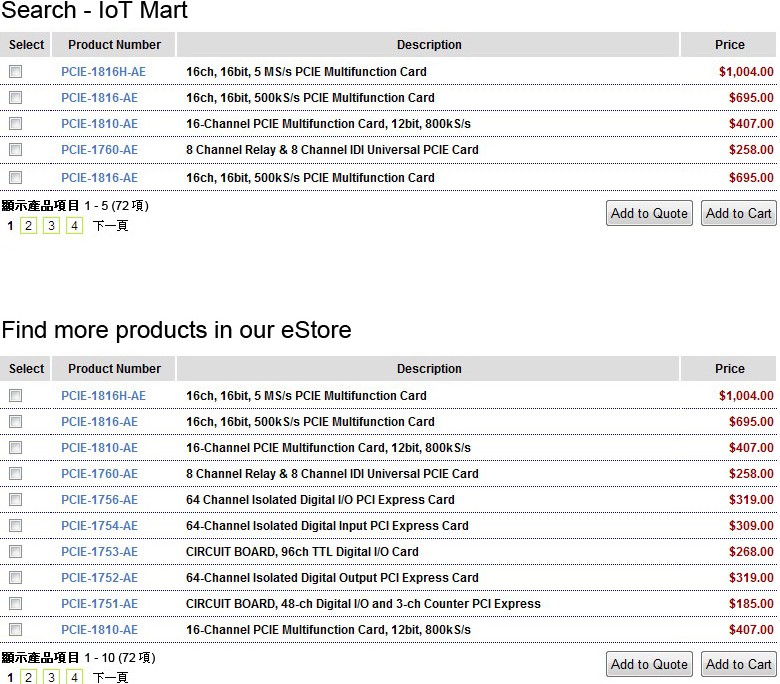 Search - IoT Mart
Select Product Number Description Price
PCIE-1816H-AE 16ch, 16bit, 5 MS/s PCIE Multifunction Card $1,004.00
PCIE-1816-AE 16ch, 16bit, 500kS/s PCIE Multifunction Card $695.00
PCIE-1810-AE 16-Channel PCIE Multifunction Card, 12bit, 800kS/s $407.00
PCIE-1760-AE 8 Channel Relay & 8 Channel IDI Universal PCIE Card $258.00
PCIE-1816-AE 16ch, 16bit, 500kS/s PCIE Multifunction Card $695.00
顯示產品項目 1 - 5 (72 項) Add to Quote Add to Cart
1 2 3 4 下一頁
Find more products in our eStore
Select Product Number Description Price
PCIE-1816H-AE 16ch, 16bit, 5 MS/s PCIE Multifunction Card $1,004.00
PCIE-1816-AE 16ch, 16bit, 500kS/s PCIE Multifunction Card $695.00
PCIE-1810-AE 16-Channel PCIE Multifunction Card, 12bit, 800kS/s $407.00
PCIE-1760-AE 8 Channel Relay & 8 Channel IDI Universal PCIE Card $258.00
PCIE-1756-AE 64 Channel Isolated Digital I/O PCI Express Card $319.00
PCIE-1754-AE 64-Channel Isolated Digital Input PCI Express Card $309.00
PCIE-1753-AE CIRCUIT BOARD, 96ch TTL Digital I/O Card $268.00
PCIE-1752-AE 64-Channel Isolated Digital Output PCI Express Card $319.00
PCIE-1751-AE CIRCUIT BOARD, 48-ch Digital I/O and 3-ch Counter PCI Express $185.00
PCIE-1810-AE 16-Channel PCIE Multifunction Card, 12bit, 800kS/s $407.00
顯示產品項目 1 - 10 (72 項) Add to Quote Add to Cart
1 2 3 4 下一頁